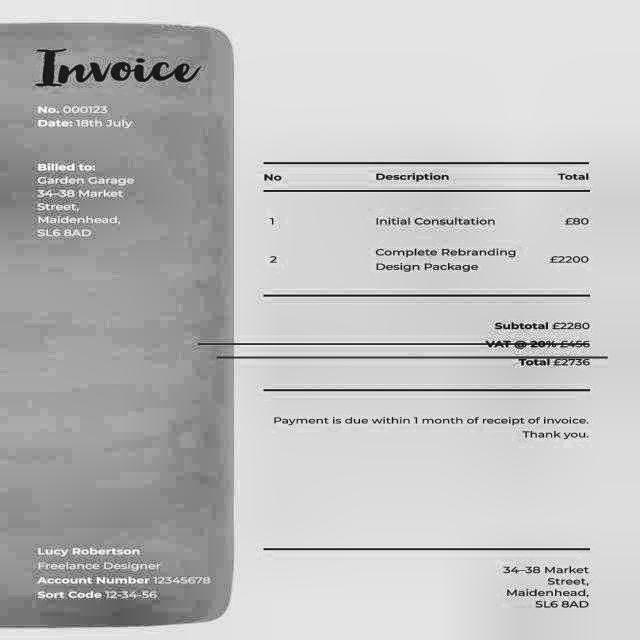 Invoice
No. 000123
Date: 18th July
Billed to:
Garden Garage
34–38 Market
Street,
Maidenhead,
SL6 8AD
No Description Total
1 Initial Consultation £80
2 Complete Rebranding £2200
Design Package
Subtotal £2280
VAT @ 20% £456
Total £2736
Payment is due within 1 month of receipt of invoice.
Thank you.
Lucy Robertson
Freelance Designer
Account Number 12345678
Sort Code 12-34-56
34–38 Market
Street,
Maidenhead,
SL6 8AD